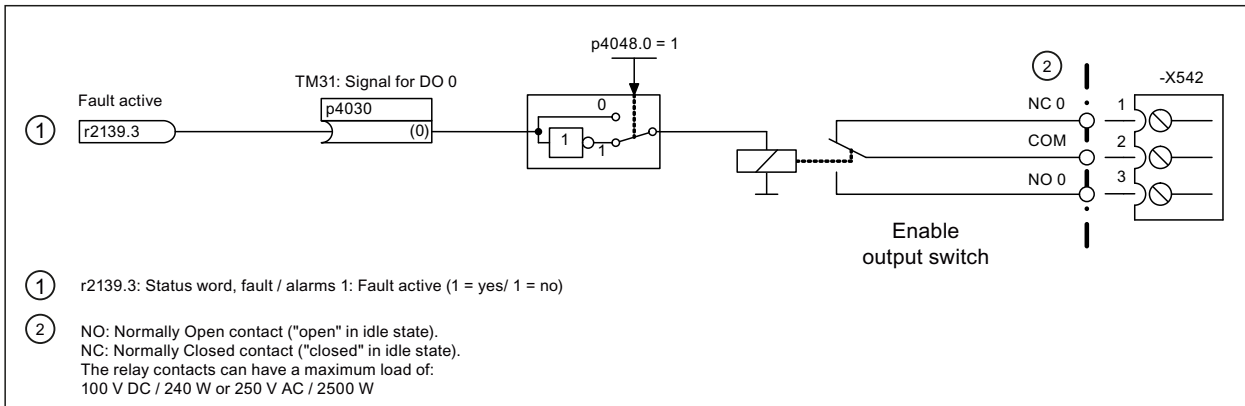 p4048.0 = 1
TM31: Signal for DO 0
-X542
Fault active
p4030
r2139.3
(0)
0
1
1
1
2
NC 0
1
COM
2
NO 0
3
Enable
output switch
1
r2139.3: Status word, fault / alarms 1: Fault active (1 = yes/ 1 = no)
2
NO: Normally Open contact ("open" in idle state).
NC: Normally Closed contact ("closed" in idle state).
The relay contacts can have a maximum load of:
100 V DC / 240 W or 250 V AC / 2500 W